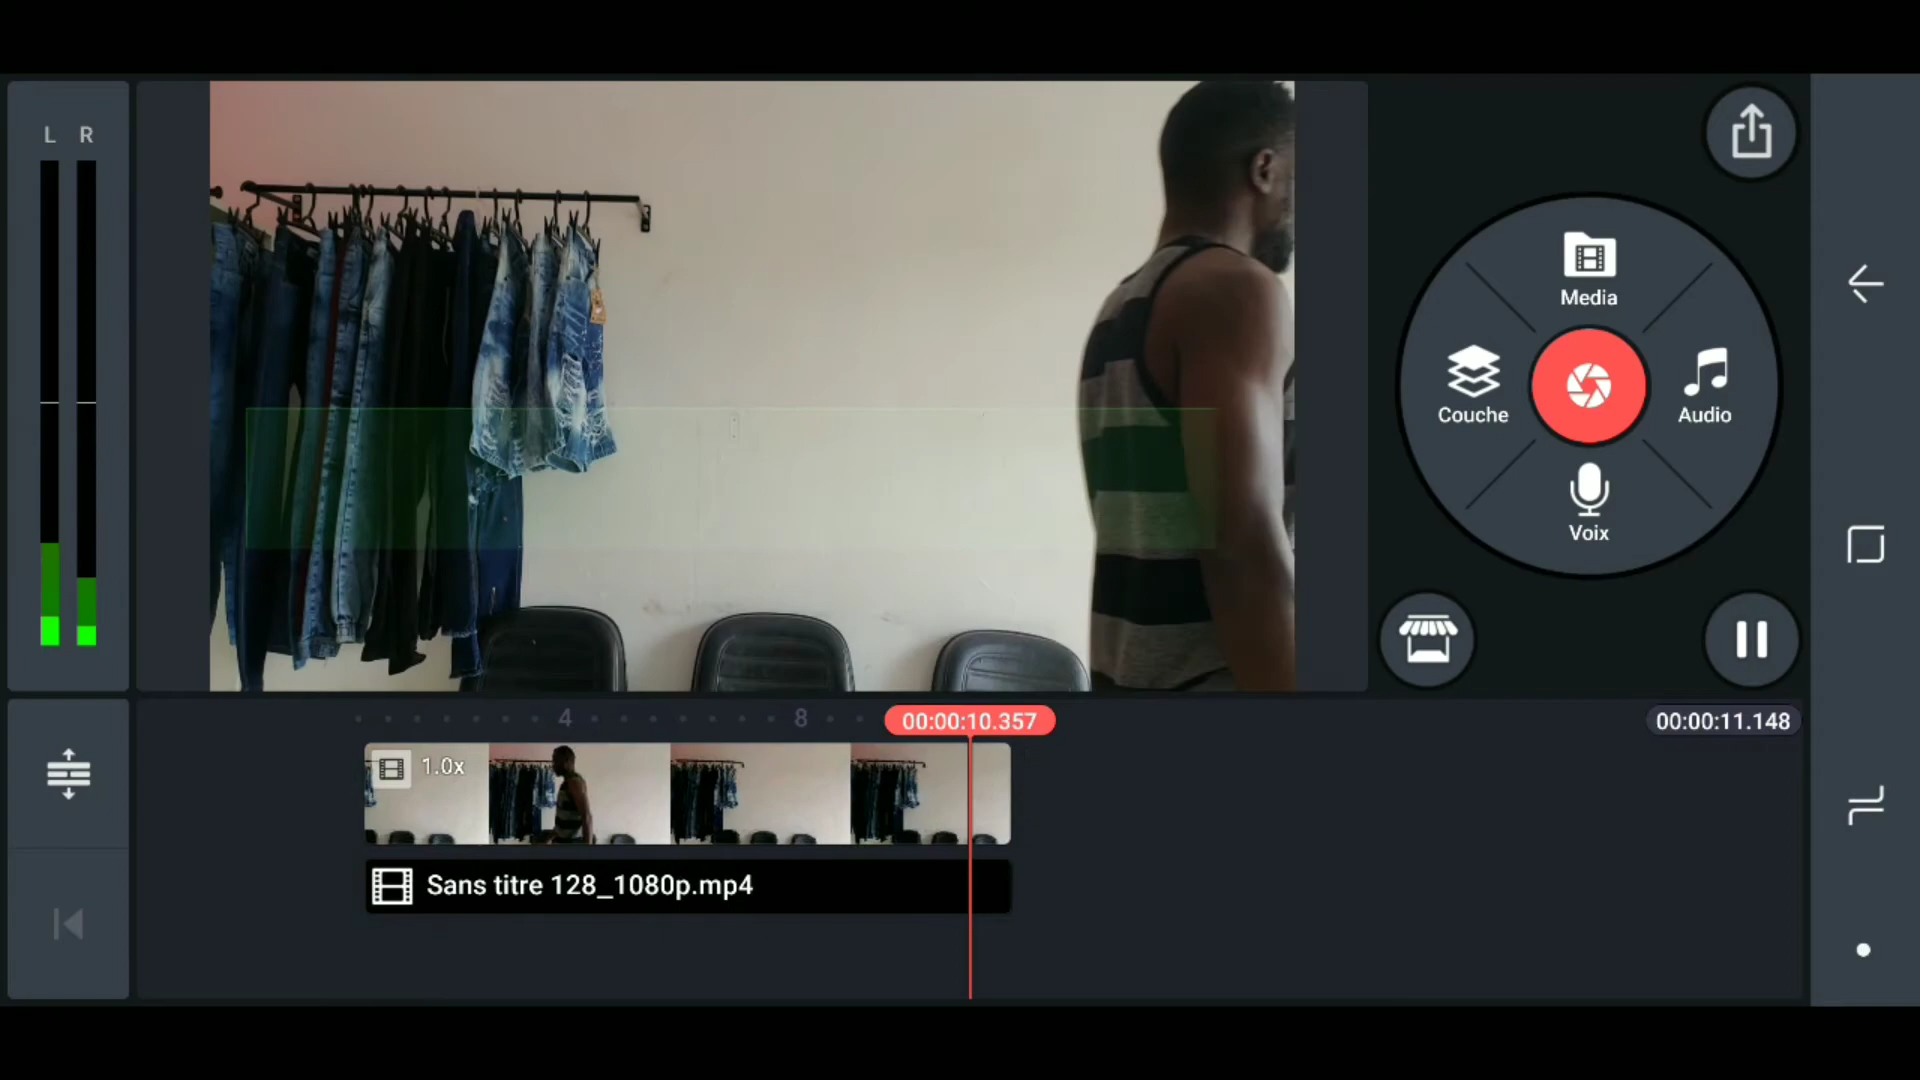 L R
Media
Couche
Audio
Voix
4
8
00:00:10.357
00:00:11.148
1.0x
Sans titre 128_1080p.mp4